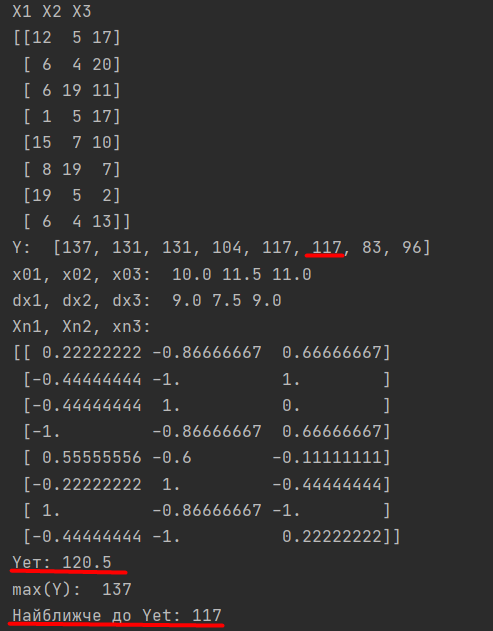 X1 X2 X3
[[12  5 17]
 [ 6  4 20]
 [ 6 19 11]
 [ 1  5 17]
 [15  7 10]
 [ 8 19  7]
 [19  5  2]
 [ 6  4 13]]
Y:  [137, 131, 131, 104, 117, 117, 83, 96]
x01, x02, x03:  10.0 11.5 11.0
dx1, dx2, dx3:  9.0 7.5 9.0
Xn1, Xn2, xn3:
[[ 0.22222222 -0.86666667  0.66666667]
 [-0.44444444 -1.          1.        ]
 [-0.44444444  1.          0.        ]
 [-1.         -0.86666667  0.66666667]
 [ 0.55555556 -0.6        -0.11111111]
 [-0.22222222  1.         -0.44444444]
 [ 1.         -0.86666667 -1.        ]
 [-0.44444444 -1.          0.22222222]]
Yет: 120.5
max(Y):  137
Найближче до Yet: 117